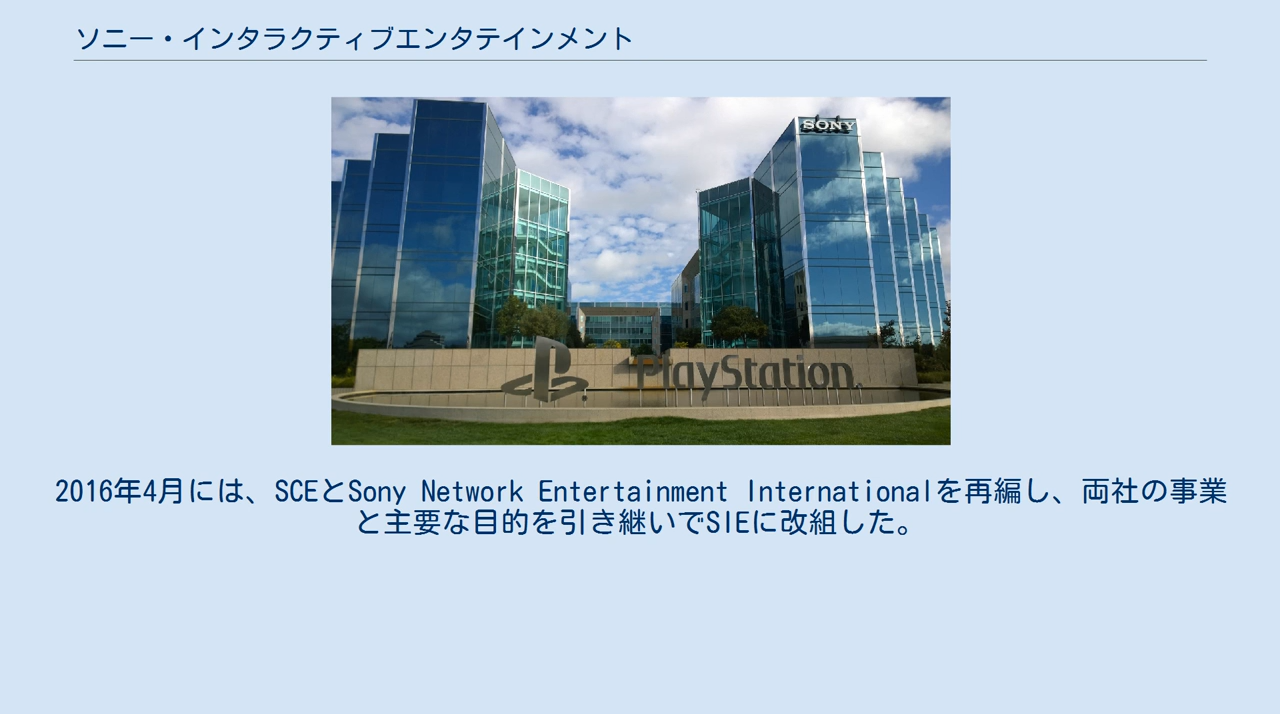 ソニー・インタラクティブエンタテインメント
SONY
PlayStation
2016年4月には、SCEとSony Network Entertainment Internationalを再編し、両社の事業
と主要な目的を引き継いでSIEに改組した。